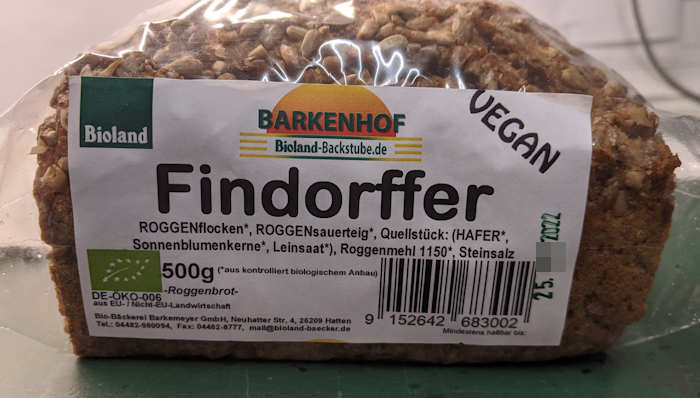 Bioland
BARKENHOF
Bioland-Backstube.de
VEGAN
Findorffer
ROGGENflocken*, ROGGENsauerteig*, Quellstück: (HAFER*,
Sonnenblumenkerne*, Leinsaat*), Roggenmehl 1150*, Steinsalz
500g (*aus kontrolliert biologischem Anbau)
-Roggenbrot-
DE-ÖKO-006
aus EU- / Nicht-EU-Landwirtschaft
Bio-Bäckerei Barkemeyer GmbH, Neuhatter Str. 4, 26209 Hatten
Tel.: 04482-980094, Fax: 04482-8777, mail@bioland-baecker.de
9 152642 683002
Mindestens haltbar bis:
25. 2022